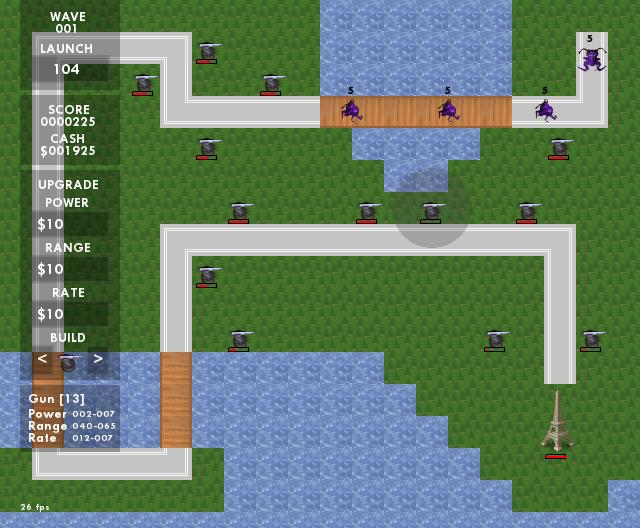 WAVE
001
LAUNCH
104
SCORE
0000225
CASH
$001925
UPGRADE
POWER
$10
RANGE
$10
RATE
$10
BUILD
< >
Gun [13]
Power 002-007
Range 040-065
Rate 012-007
26 fps
5
5
5
5